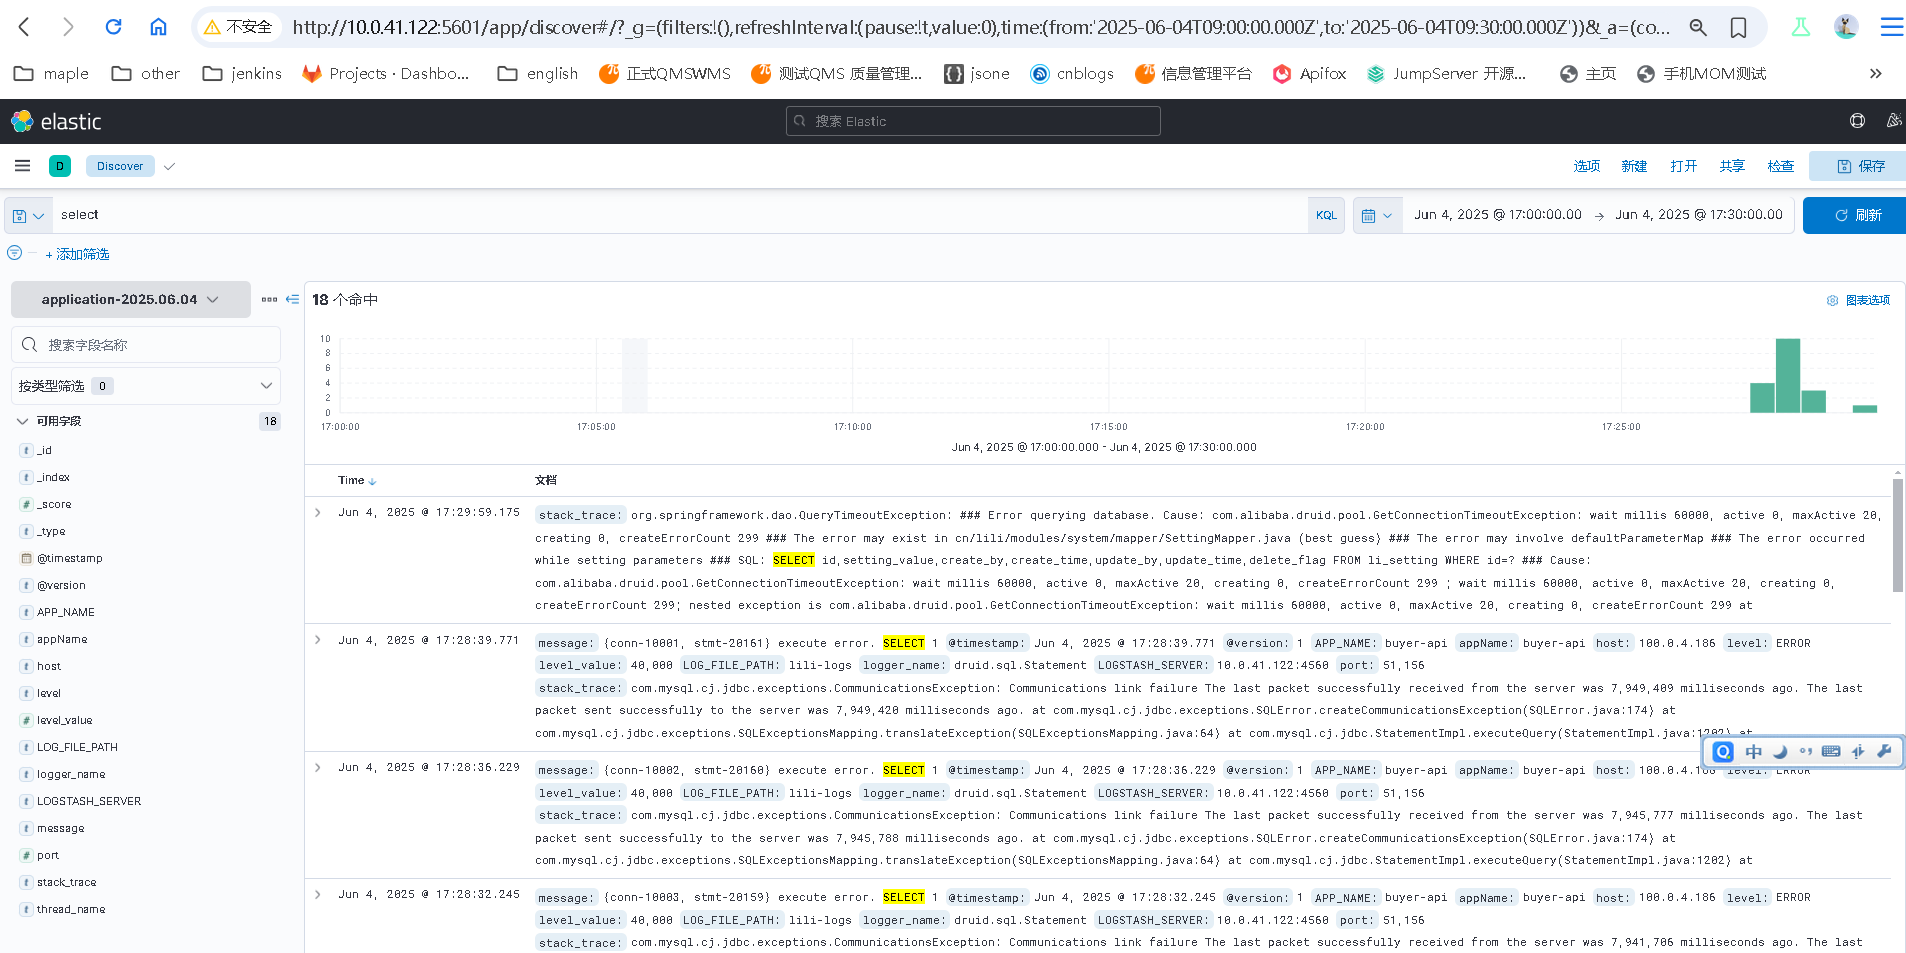 不安全 http://10.0.41.122:5601/app/discover#/?_g=(filters:!(),refreshInterval:(pause:!t,value:0),time:(from:'2025-06-04T09:00:00.000Z',to:'2025-06-04T09:30:00.000Z'))&_a=(co...
maple other jenkins Projects · Dashbo... english 正式QMSWMS 测试QMS 质量管理... jsone cnblogs 信息管理平台 Apifox JumpServer 开源... 主页 手机MOM测试 »
elastic 搜索 Elastic
D Discover 选项 新建 打开 共享 检查 保存
select KQL Jun 4, 2025 @ 17:00:00.00 → Jun 4, 2025 @ 17:30:00.00 刷新
+ 添加筛选
application-2025.06.04
18 个命中 图表选项
搜索字段名称
按类型筛选 0
可用字段 18
t _id
t _index
# _score
t _type
@timestamp
t @version
t APP_NAME
t appName
t host
t level
# level_value
t LOG_FILE_PATH
t logger_name
t LOGSTASH_SERVER
t message
# port
t stack_trace
t thread_name
10
8
6
4
2
0
17:00:00 17:05:00 17:10:00 17:15:00 17:20:00 17:25:00
Jun 4, 2025 @ 17:00:00.000 - Jun 4, 2025 @ 17:30:00.000
Time 文档
Jun 4, 2025 @ 17:29:59.175 stack_trace: org.springframework.dao.QueryTimeoutException: ### Error querying database. Cause: com.alibaba.druid.pool.GetConnectionTimeoutException: wait millis 60000, active 0, maxActive 20,
creating 0, createErrorCount 299 ### The error may exist in cn/lili/modules/system/mapper/SettingMapper.java (best guess) ### The error may involve defaultParameterMap ### The error occurred
while setting parameters ### SQL: SELECT id,setting_value,create_by,create_time,update_by,update_time,delete_flag FROM li_setting WHERE id=? ### Cause:
com.alibaba.druid.pool.GetConnectionTimeoutException: wait millis 60000, active 0, maxActive 20, creating 0, createErrorCount 299 ; wait millis 60000, active 0, maxActive 20, creating 0,
createErrorCount 299; nested exception is com.alibaba.druid.pool.GetConnectionTimeoutException: wait millis 60000, active 0, maxActive 20, creating 0, createErrorCount 299 at
Jun 4, 2025 @ 17:28:39.771 message: {conn-10001, stmt-20161} execute error. SELECT 1 @timestamp: Jun 4, 2025 @ 17:28:39.771 @version: 1 APP_NAME: buyer-api appName: buyer-api host: 100.0.4.186 level: ERROR
level_value: 40,000 LOG_FILE_PATH: lili-logs logger_name: druid.sql.Statement LOGSTASH_SERVER: 10.0.41.122:4560 port: 51,156
stack_trace: com.mysql.cj.jdbc.exceptions.CommunicationsException: Communications link failure The last packet successfully received from the server was 7,949,409 milliseconds ago. The last
packet sent successfully to the server was 7,949,420 milliseconds ago. at com.mysql.cj.jdbc.exceptions.SQLError.createCommunicationsException(SQLError.java:174) at
com.mysql.cj.jdbc.exceptions.SQLExceptionsMapping.translateException(SQLExceptionsMapping.java:64) at com.mysql.cj.jdbc.StatementImpl.executeQuery(StatementImpl.java:1202) at
中
Jun 4, 2025 @ 17:28:36.229 message: {conn-10002, stmt-20160} execute error. SELECT 1 @timestamp: Jun 4, 2025 @ 17:28:36.229 @version: 1 APP_NAME: buyer-api appName: buyer-api host: 100.0.4.186 level: ERROR
level_value: 40,000 LOG_FILE_PATH: lili-logs logger_name: druid.sql.Statement LOGSTASH_SERVER: 10.0.41.122:4560 port: 51,156
stack_trace: com.mysql.cj.jdbc.exceptions.CommunicationsException: Communications link failure The last packet successfully received from the server was 7,945,777 milliseconds ago. The last
packet sent successfully to the server was 7,945,788 milliseconds ago. at com.mysql.cj.jdbc.exceptions.SQLError.createCommunicationsException(SQLError.java:174) at
com.mysql.cj.jdbc.exceptions.SQLExceptionsMapping.translateException(SQLExceptionsMapping.java:64) at com.mysql.cj.jdbc.StatementImpl.executeQuery(StatementImpl.java:1202) at
Jun 4, 2025 @ 17:28:32.245 message: {conn-10003, stmt-20159} execute error. SELECT 1 @timestamp: Jun 4, 2025 @ 17:28:32.245 @version: 1 APP_NAME: buyer-api appName: buyer-api host: 100.0.4.186 level: ERROR
level_value: 40,000 LOG_FILE_PATH: lili-logs logger_name: druid.sql.Statement LOGSTASH_SERVER: 10.0.41.122:4560 port: 51,156
stack_trace: com.mysql.cj.jdbc.exceptions.CommunicationsException: Communications link failure The last packet successfully received from the server was 7,941,706 milliseconds ago. The last